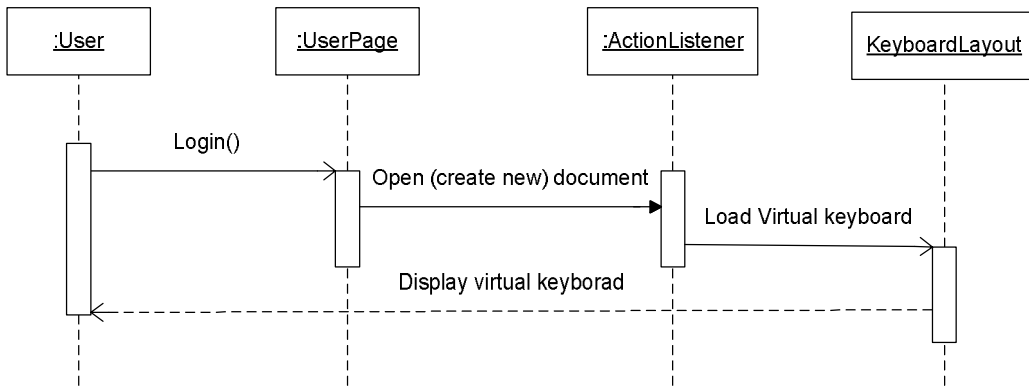 :User
:UserPage
:ActionListener
KeyboardLayout
Login()
Open (create new) document
Load Virtual keyboard
Display virtual keyborad